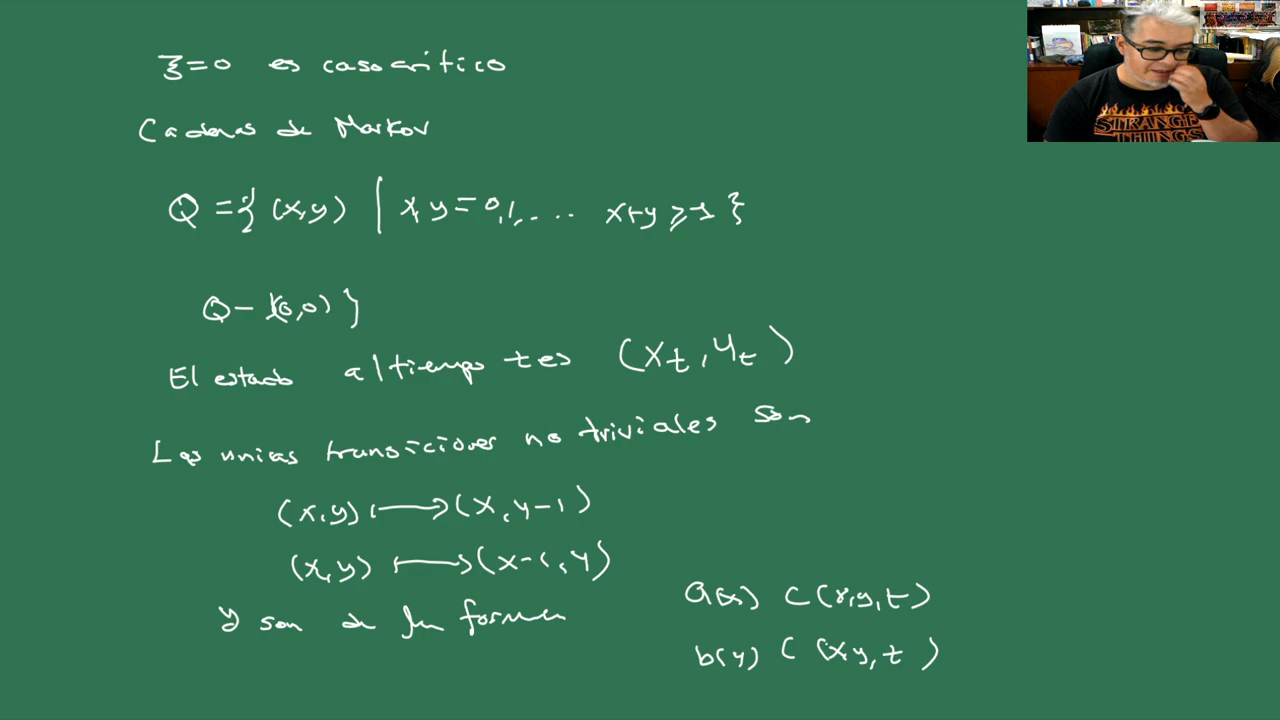 ξ=0 es caso crítico
Cadenas de Markov
Q = { (x,y) | x,y = 0,1,... x+y ≥ 1 }
Q - {(0,0)}
El estado al tiempo t es (X_t, Y_t)
Las unicas transiciones no triviales son
(x,y) ↦ (x, y-1)
(x,y) ↦ (x-1, y)
y son de la forma
a(x) C(x,y,t)
b(y) C(x,y,t)
STRANGER
THINGS